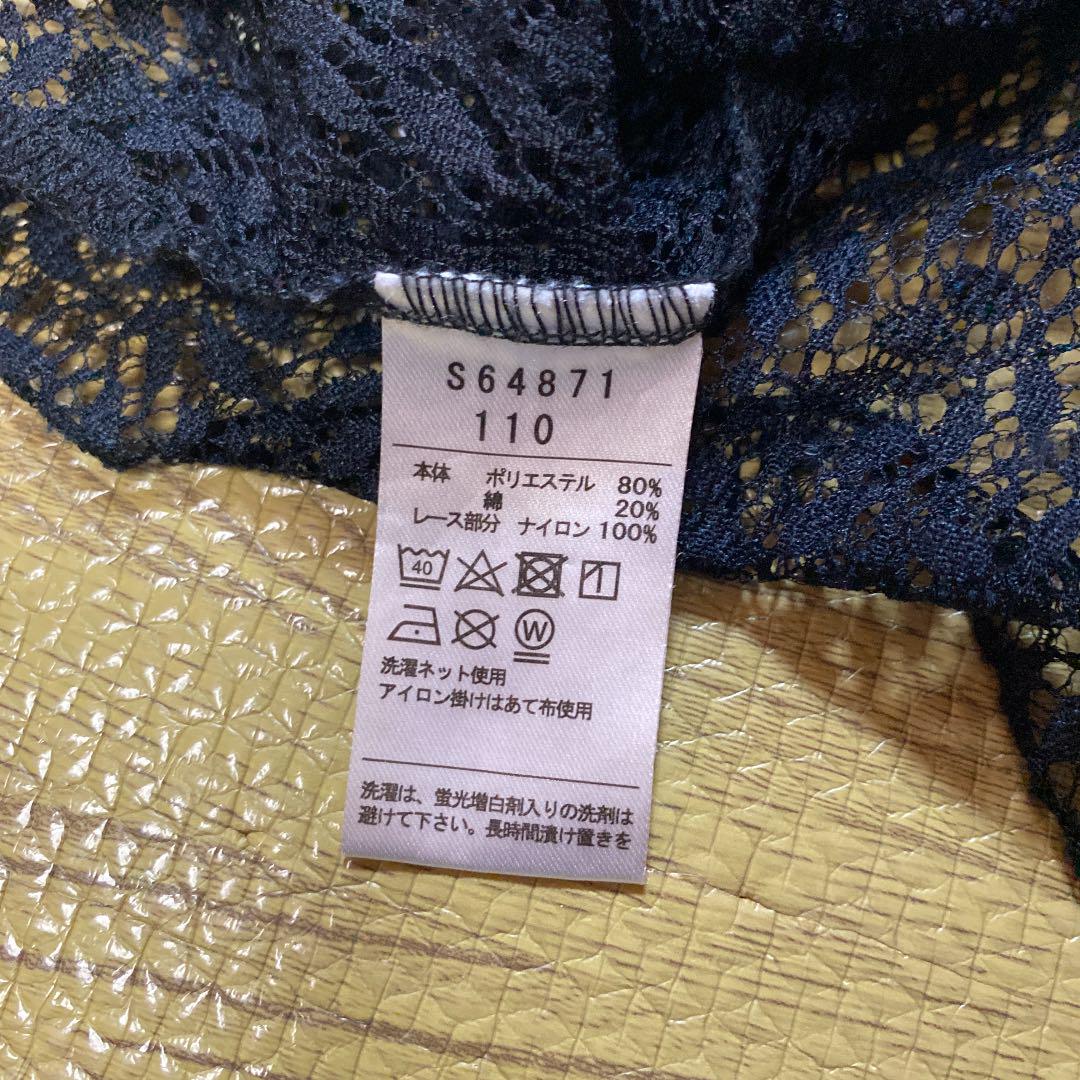 S64871
110
本体 ポリエステル 80%
綿 20%
レース部分 ナイロン 100%
40
W
洗濯ネット使用
アイロン掛けはあて布使用
洗濯は、蛍光増白剤入りの洗剤は
避けて下さい。長時間漬け置きを